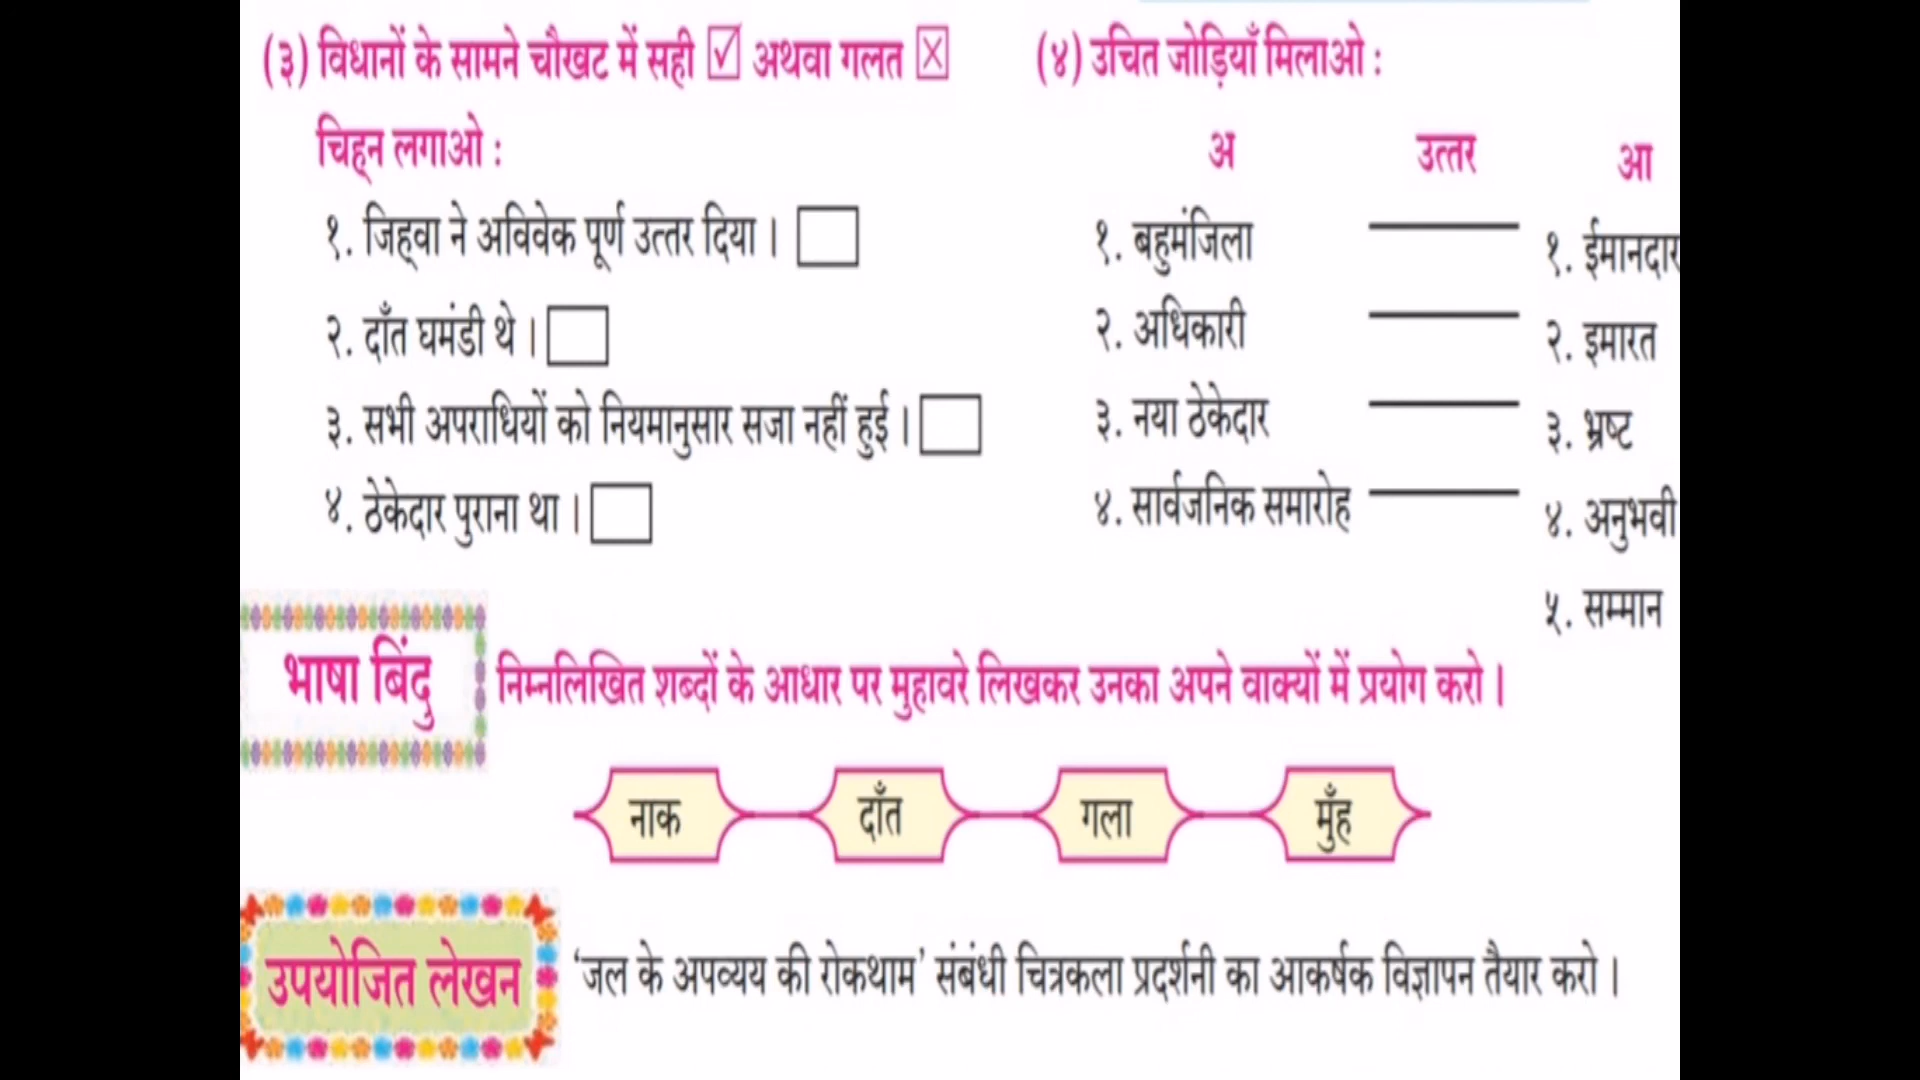 (३) विधानों के सामने चौखट में सही ☑ अथवा गलत ☒
चिह्न लगाओ :
१. जिह्वा ने अविवेक पूर्ण उत्तर दिया ।
२. दाँत घमंडी थे ।
३. सभी अपराधियों को नियमानुसार सजा नहीं हुई ।
४. ठेकेदार पुराना था ।
(४) उचित जोड़ियाँ मिलाओ :
अ उत्तर आ
१. बहुमंजिला १. ईमानदार
२. अधिकारी २. इमारत
३. नया ठेकेदार ३. भ्रष्ट
४. सार्वजनिक समारोह ४. अनुभवी
५. सम्मान
भाषा बिंदु निम्नलिखित शब्दों के आधार पर मुहावरे लिखकर उनका अपने वाक्यों में प्रयोग करो ।
नाक दाँत गला मुँह
उपयोजित लेखन ‘जल के अपव्यय की रोकथाम’ संबंधी चित्रकला प्रदर्शनी का आकर्षक विज्ञापन तैयार करो ।